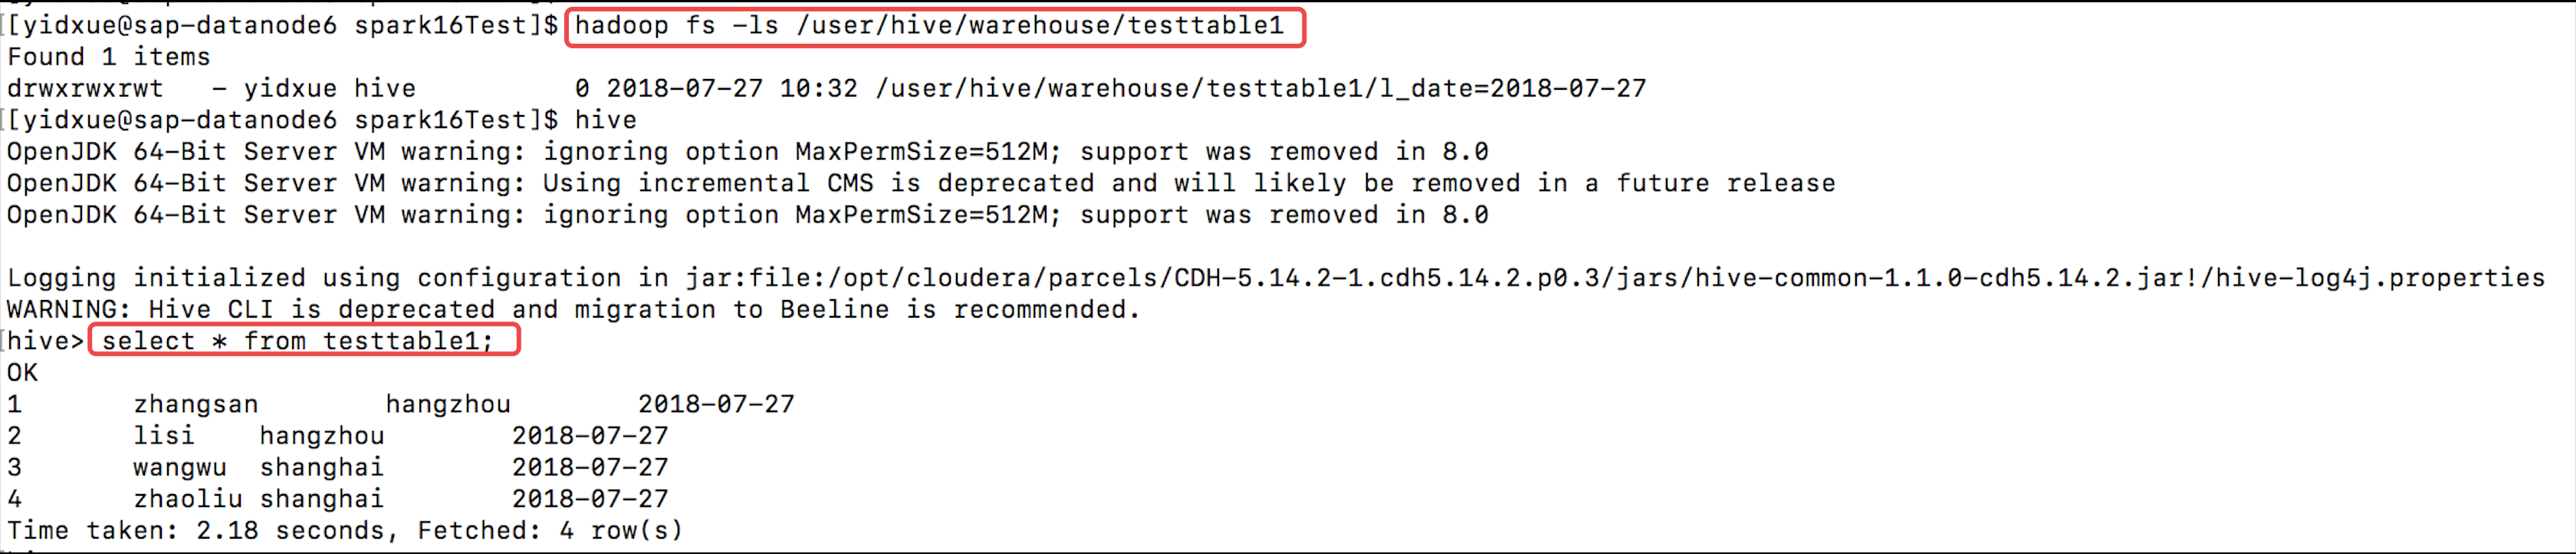 [yidxue@sap-datanode6 spark16Test]$ hadoop fs -ls /user/hive/warehouse/testtable1
Found 1 items
drwxrwxrwt   - yidxue hive          0 2018-07-27 10:32 /user/hive/warehouse/testtable1/l_date=2018-07-27
[yidxue@sap-datanode6 spark16Test]$ hive
OpenJDK 64-Bit Server VM warning: ignoring option MaxPermSize=512M; support was removed in 8.0
OpenJDK 64-Bit Server VM warning: Using incremental CMS is deprecated and will likely be removed in a future release
OpenJDK 64-Bit Server VM warning: ignoring option MaxPermSize=512M; support was removed in 8.0
Logging initialized using configuration in jar:file:/opt/cloudera/parcels/CDH-5.14.2-1.cdh5.14.2.p0.3/jars/hive-common-1.1.0-cdh5.14.2.jar!/hive-log4j.properties
WARNING: Hive CLI is deprecated and migration to Beeline is recommended.
hive> select * from testtable1;
OK
1       zhangsan        hangzhou        2018-07-27
2       lisi    hangzhou        2018-07-27
3       wangwu  shanghai        2018-07-27
4       zhaoliu shanghai        2018-07-27
Time taken: 2.18 seconds, Fetched: 4 row(s)